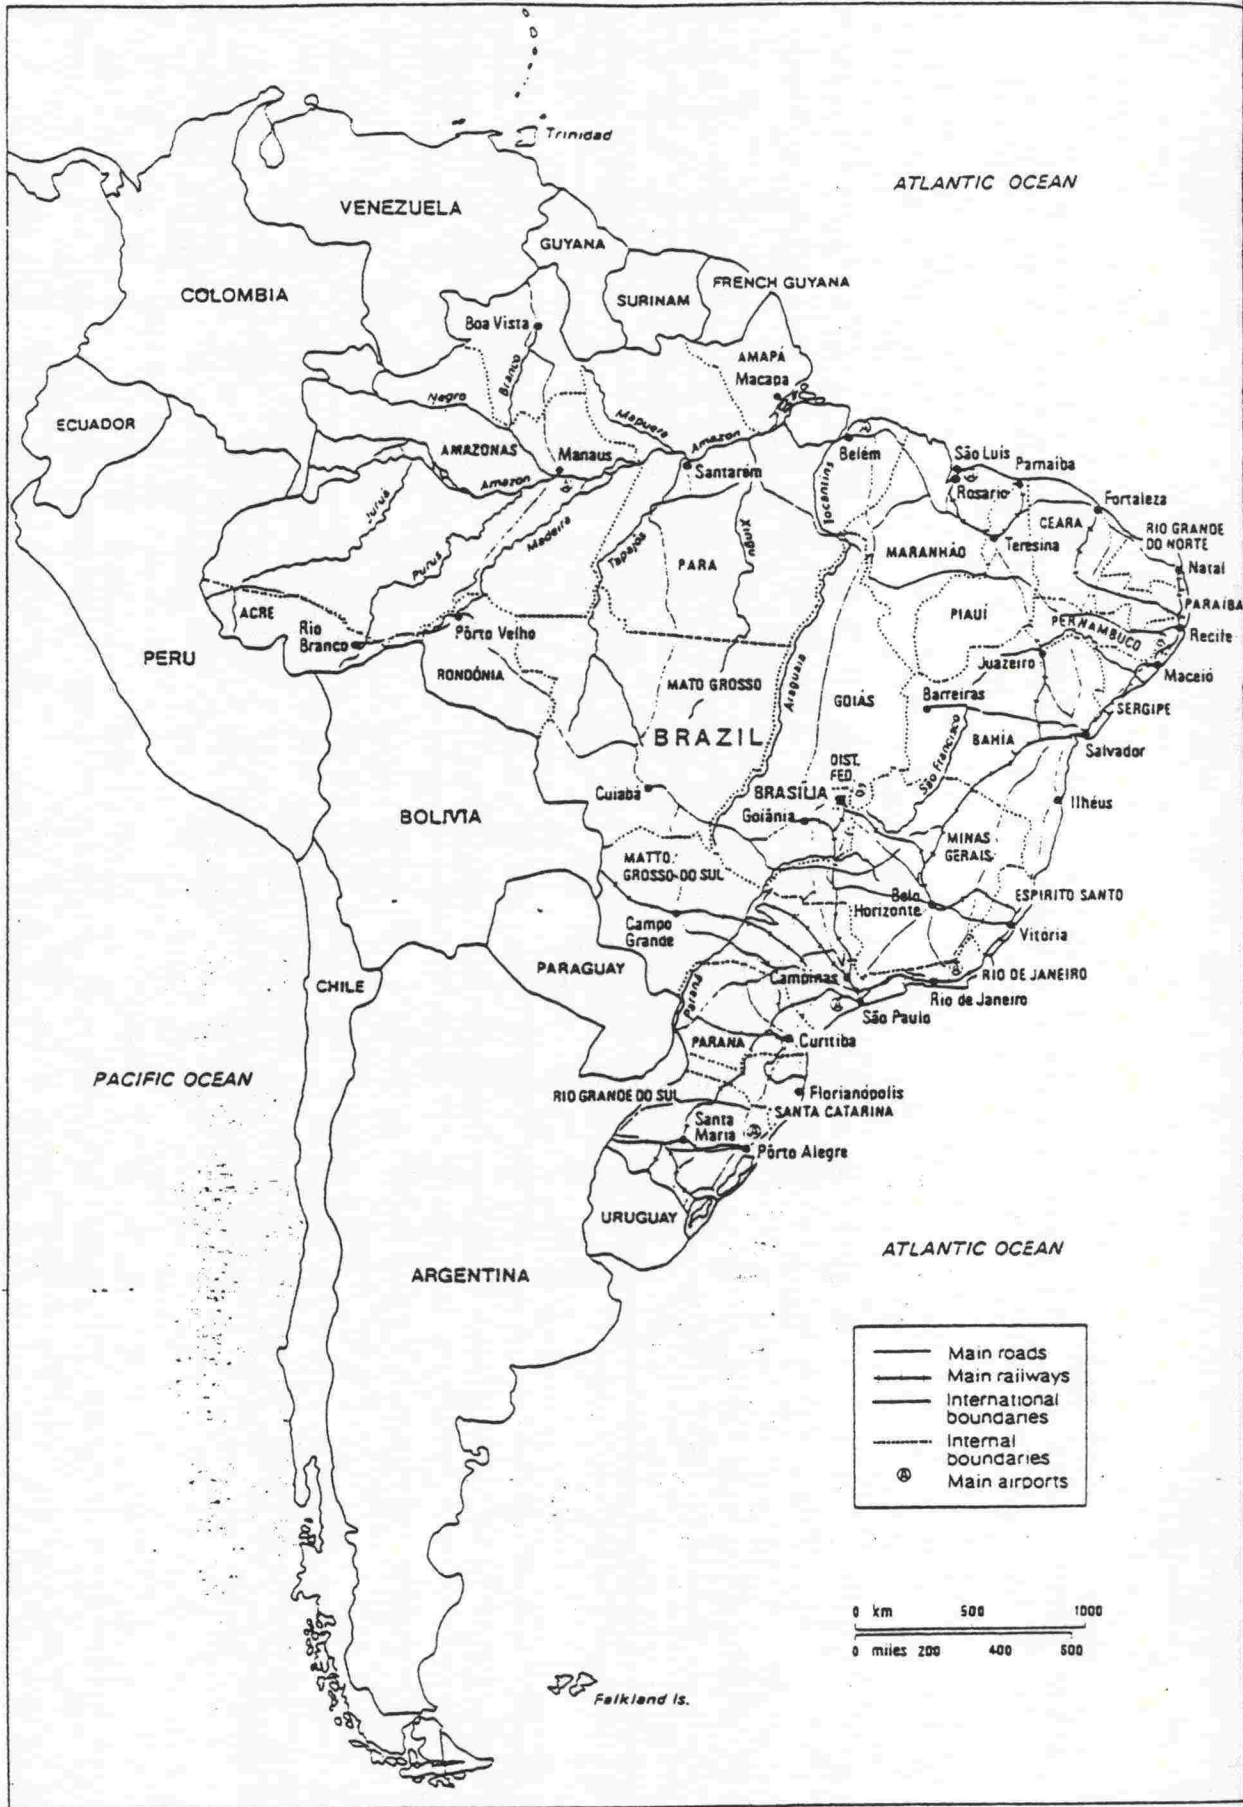 Trinidad
ATLANTIC OCEAN
VENEZUELA
GUYANA
COLOMBIA
SURINAM
FRENCH GUYANA
Boa Vista
Branco
AMAPÁ
Macapa
ECUADOR
Negro
Mapuera
Amazon
AMAZONAS
Manaus
Amazon
Santarém
Belém
Tocantins
São Luís
Parnaíba
Rosario
Fortaleza
CEARA
RIO GRANDE
DO NORTE
Teresina
MARANHÃO
Natal
Juruá
Purus
Madeira
Tapajós
Xingu
PARA
PIAUÍ
PARAÍBA
PERNAMBUCO
Recife
ACRE
Rio
Branco
Pôrto Velho
PERU
RONDÔNIA
MATO GROSSO
Araguaia
GOIÁS
Juazeiro
Maceió
Barreiras
SERGIPE
BRAZIL
BAHÍA
Salvador
São Francisco
DIST.
FED.
Cuiabá
BRASÍLIA
Ilhéus
BOLIVIA
Goiânia
MINAS
GERAIS
MATTO
GROSSO DO SUL
Belo
Horizonte
ESPIRITO SANTO
Vitória
Campo
Grande
PARAGUAY
CHILE
Paraná
Campinas
RIO DE JANEIRO
Rio de Janeiro
São Paulo
PARANA
Curitiba
PACIFIC OCEAN
RIO GRANDE DO SUL
Florianópolis
SANTA CATARINA
Santa
Maria
A
Pôrto Alegre
URUGUAY
ATLANTIC OCEAN
ARGENTINA
Main roads
Main railways
International
boundaries
Internal
boundaries
A Main airports
0 km 500 1000
0 miles 200 400 600
Falkland Is.